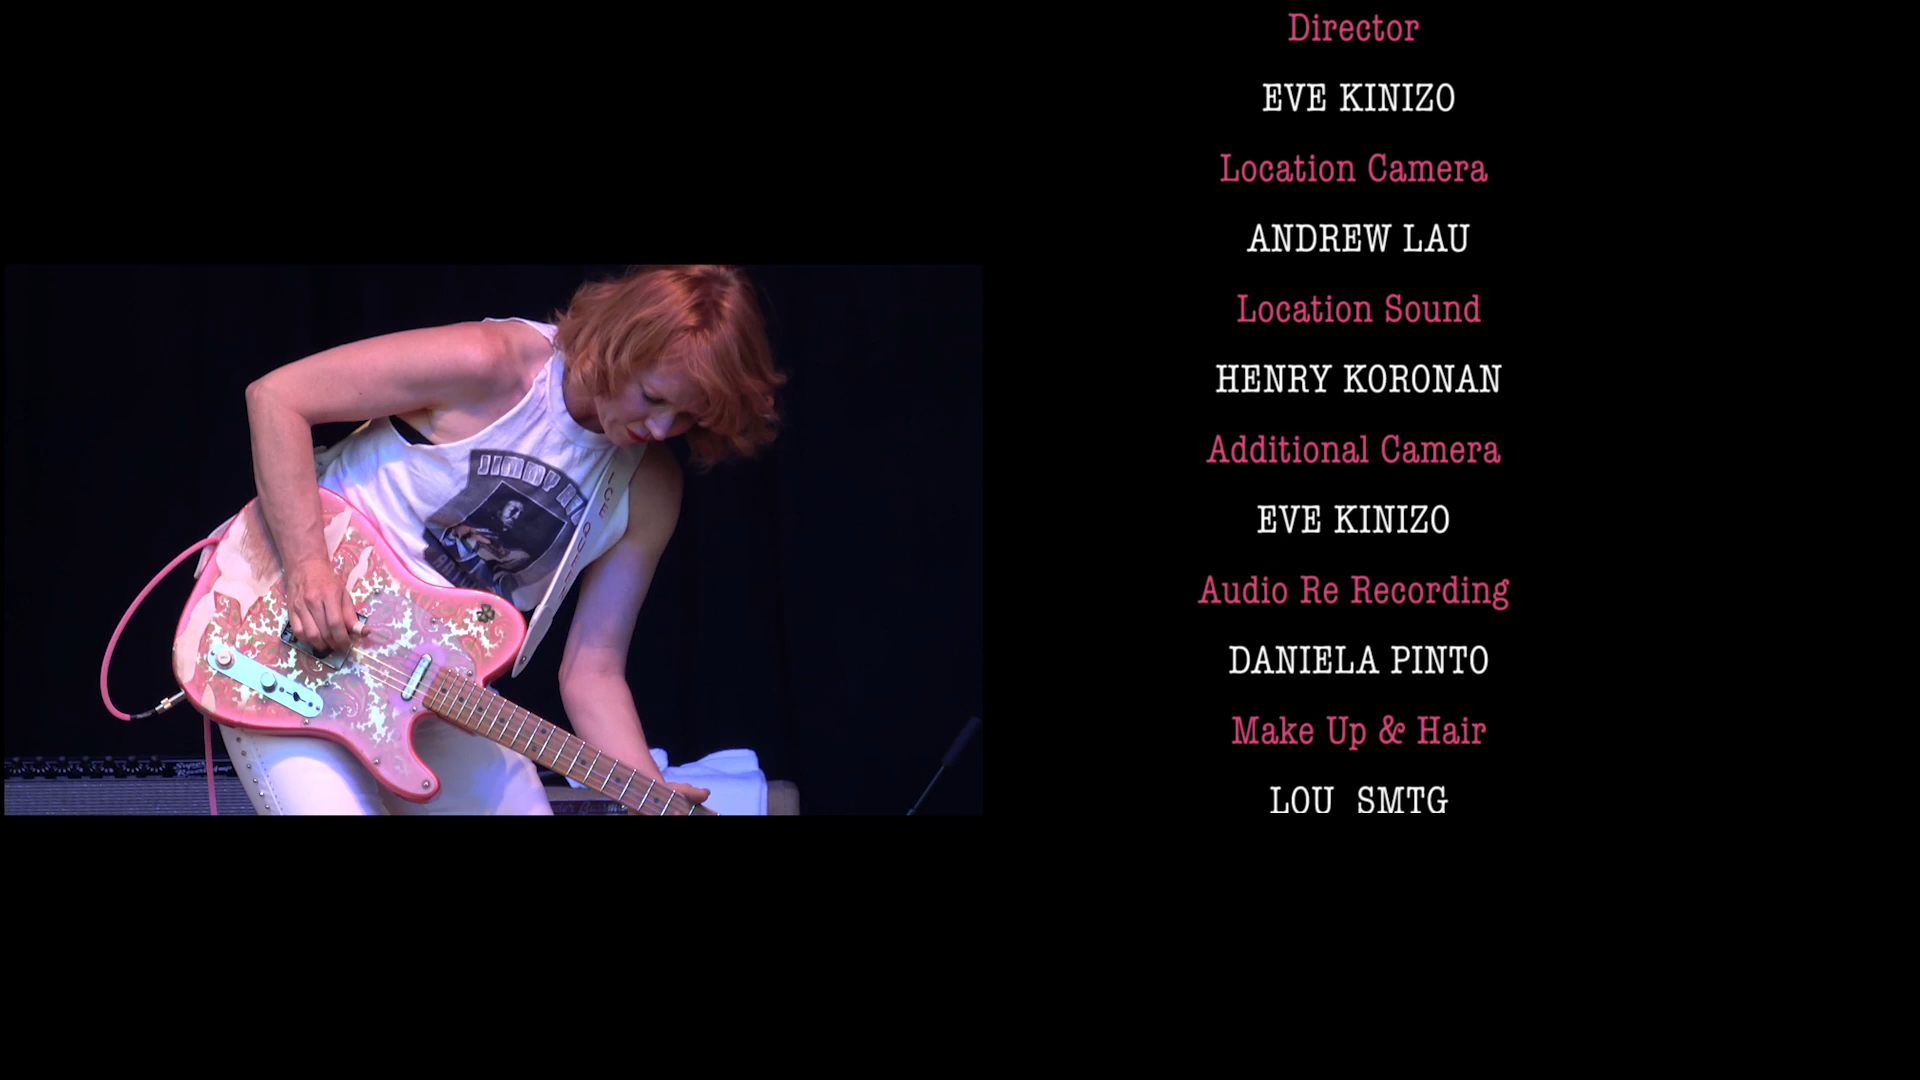 Director
EVE KINIZO
Location Camera
ANDREW LAU
Location Sound
HENRY KORONAN
Additional Camera
EVE KINIZO
Audio Re Recording
DANIELA PINTO
Make Up & Hair
LOU SMTG
JIMMY